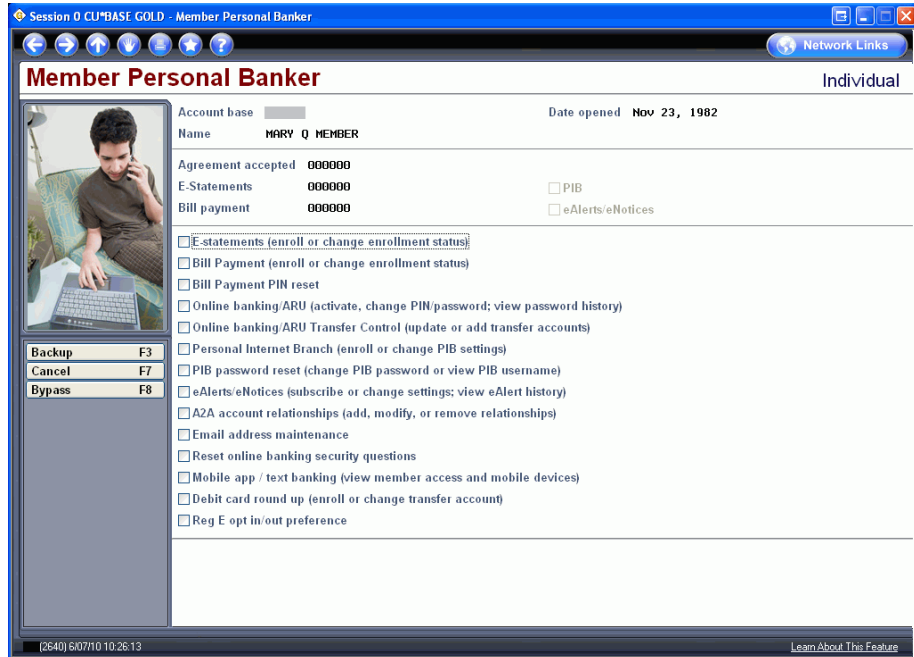 Session 0 CU*BASE GOLD - Member Personal Banker
Network Links
Member Personal Banker
Individual
Account base
Date opened Nov 23, 1982
Name MARY Q MEMBER
Agreement accepted 000000
E-Statements 000000
PIB
Bill payment 000000
eAlerts/eNotices
E-statements (enroll or change enrollment status)
Bill Payment (enroll or change enrollment status)
Bill Payment PIN reset
Online banking/ARU (activate, change PIN/password; view password history)
Online banking/ARU Transfer Control (update or add transfer accounts)
Personal Internet Branch (enroll or change PIB settings)
PIB password reset (change PIB password or view PIB username)
eAlerts/eNotices (subscribe or change settings; view eAlert history)
A2A account relationships (add, modify, or remove relationships)
Email address maintenance
Reset online banking security questions
Mobile app / text banking (view member access and mobile devices)
Debit card round up (enroll or change transfer account)
Reg E opt in/out preference
Backup F3
Cancel F7
Bypass F8
(2640) 6/07/10 10:26:13
Learn About This Feature